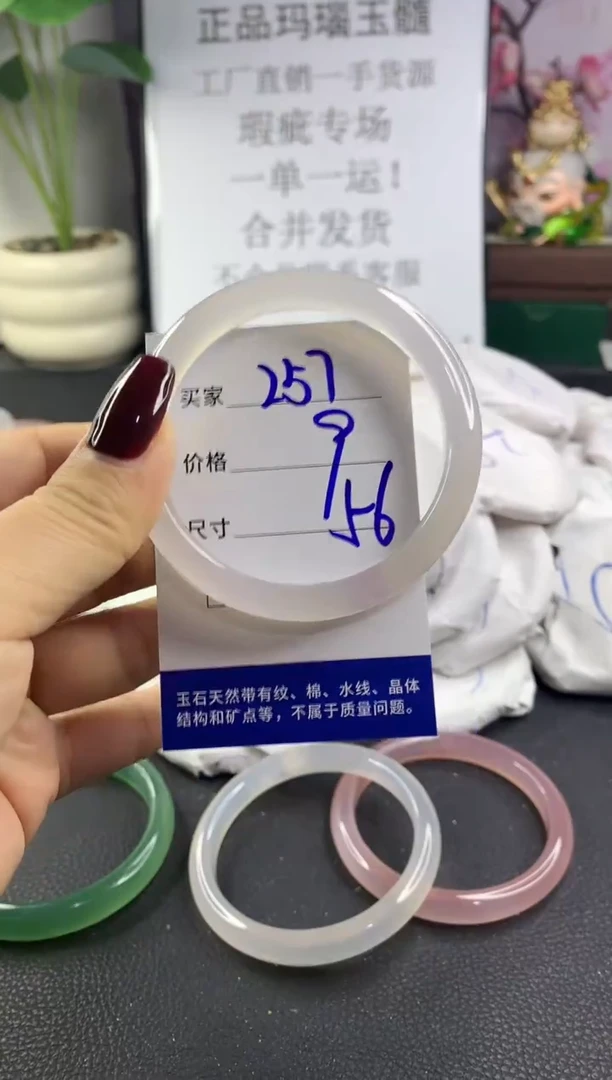 正品玛瑙玉髓
工厂直销一手货源
瑕疵专场
一单一运！
合并发货
买家 257
价格 9
尺寸 56
玉石天然带有纹、棉、水线、晶体
结构和矿点等，不属于质量问题。